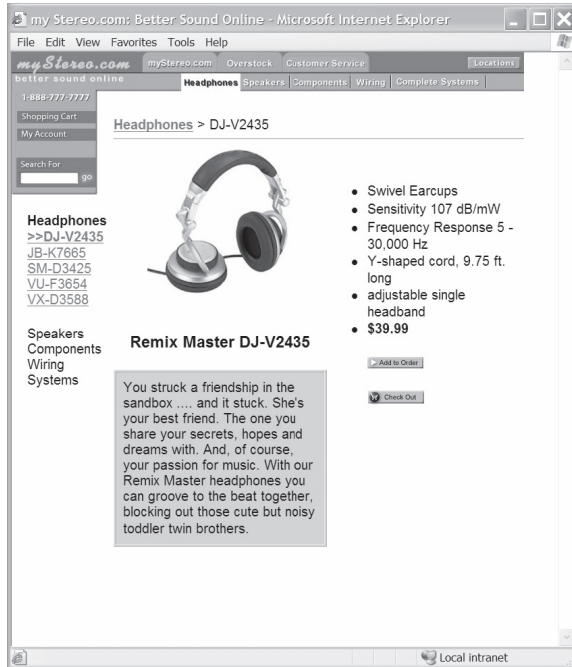 my Stereo.com: Better Sound Online - Microsoft Internet Explorer
File Edit View Favorites Tools Help
myStereo.com
better sound online
myStereo.com Overstock Customer Service Locations
Headphones Speakers Components Wiring Complete Systems
1-888-777-7777
Shopping Cart
My Account
Search For
go
Headphones > DJ-V2435
Headphones
>>DJ-V2435
JB-K7665
SM-D3425
VU-F3654
VX-D3588
Speakers
Components
Wiring
Systems
• Swivel Earcups
• Sensitivity 107 dB/mW
• Frequency Response 5 -
30,000 Hz
• Y-shaped cord, 9.75 ft.
long
• adjustable single
headband
• $39.99
Add to Order
Check Out
Remix Master DJ-V2435
You struck a friendship in the
sandbox .... and it stuck. She's
your best friend. The one you
share your secrets, hopes and
dreams with. And, of course,
your passion for music. With our
Remix Master headphones you
can groove to the beat together,
blocking out those cute but noisy
toddler twin brothers.
Local intranet